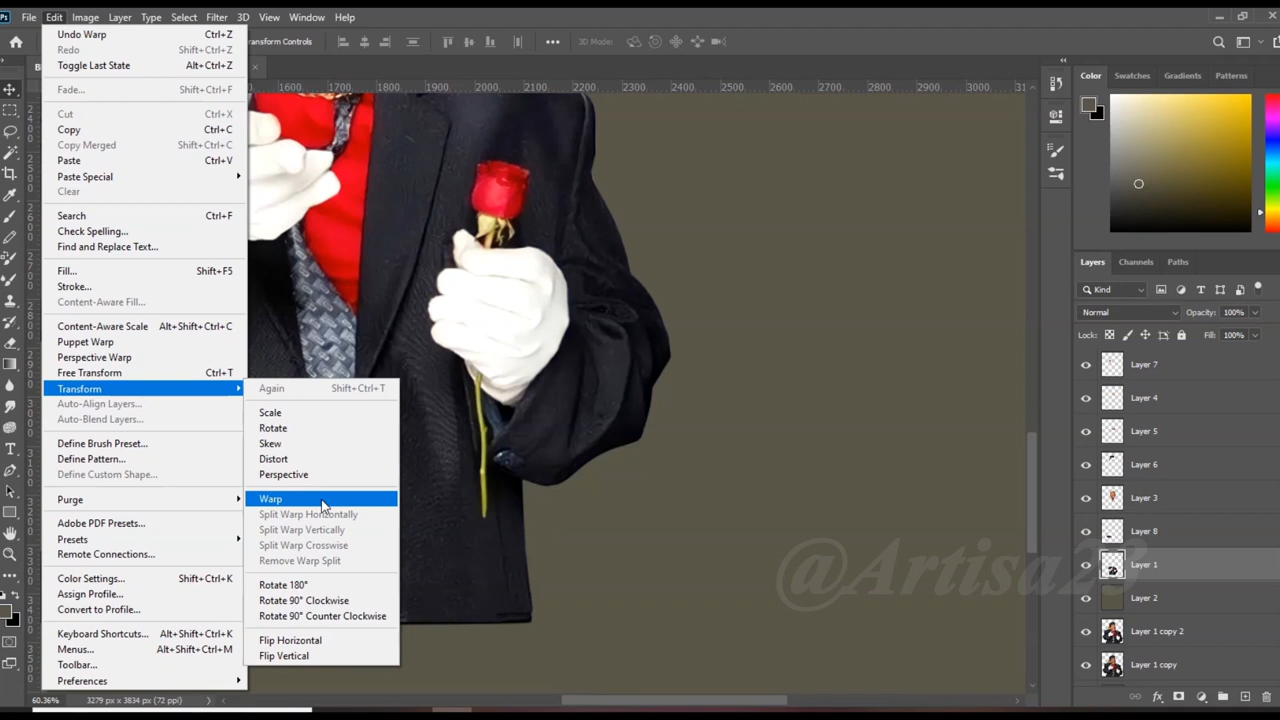 Ps File Edit Image Layer Type Select Filter 3D View Window Help
Undo Warp Ctrl+Z
Redo Shift+Ctrl+Z
Toggle Last State Alt+Ctrl+Z
Fade... Shift+Ctrl+F
Cut Ctrl+X
Copy Ctrl+C
Copy Merged Shift+Ctrl+C
Paste Ctrl+V
Paste Special
Clear
Search Ctrl+F
Check Spelling...
Find and Replace Text...
Fill... Shift+F5
Stroke...
Content-Aware Fill...
Content-Aware Scale Alt+Shift+Ctrl+C
Puppet Warp
Perspective Warp
Free Transform Ctrl+T
Transform
Auto-Align Layers...
Auto-Blend Layers...
Define Brush Preset...
Define Pattern...
Define Custom Shape...
Purge
Adobe PDF Presets...
Presets
Remote Connections...
Color Settings... Shift+Ctrl+K
Assign Profile...
Convert to Profile...
Keyboard Shortcuts... Alt+Shift+Ctrl+K
Menus... Alt+Shift+Ctrl+M
Toolbar...
Preferences
Again Shift+Ctrl+T
Scale
Rotate
Skew
Distort
Perspective
Warp
Split Warp Horizontally
Split Warp Vertically
Split Warp Crosswise
Remove Warp Split
Rotate 180°
Rotate 90° Clockwise
Rotate 90° Counter Clockwise
Flip Horizontal
Flip Vertical
Controls
3D Mode:
1600 1700 1800 1900 2000 2100 2200 2300 2400 2500 2600 2700 2800 2900 3000
Color Swatches Gradients Patterns
Layers Channels Paths
Kind
Normal Opacity: 100%
Lock: Fill: 100%
Layer 7
Layer 4
Layer 5
Layer 6
Layer 3
Layer 8
Layer 1
Layer 2
Layer 1 copy 2
Layer 1 copy
@Artisa23
60.36% 3279 px x 3834 px (72 ppi)